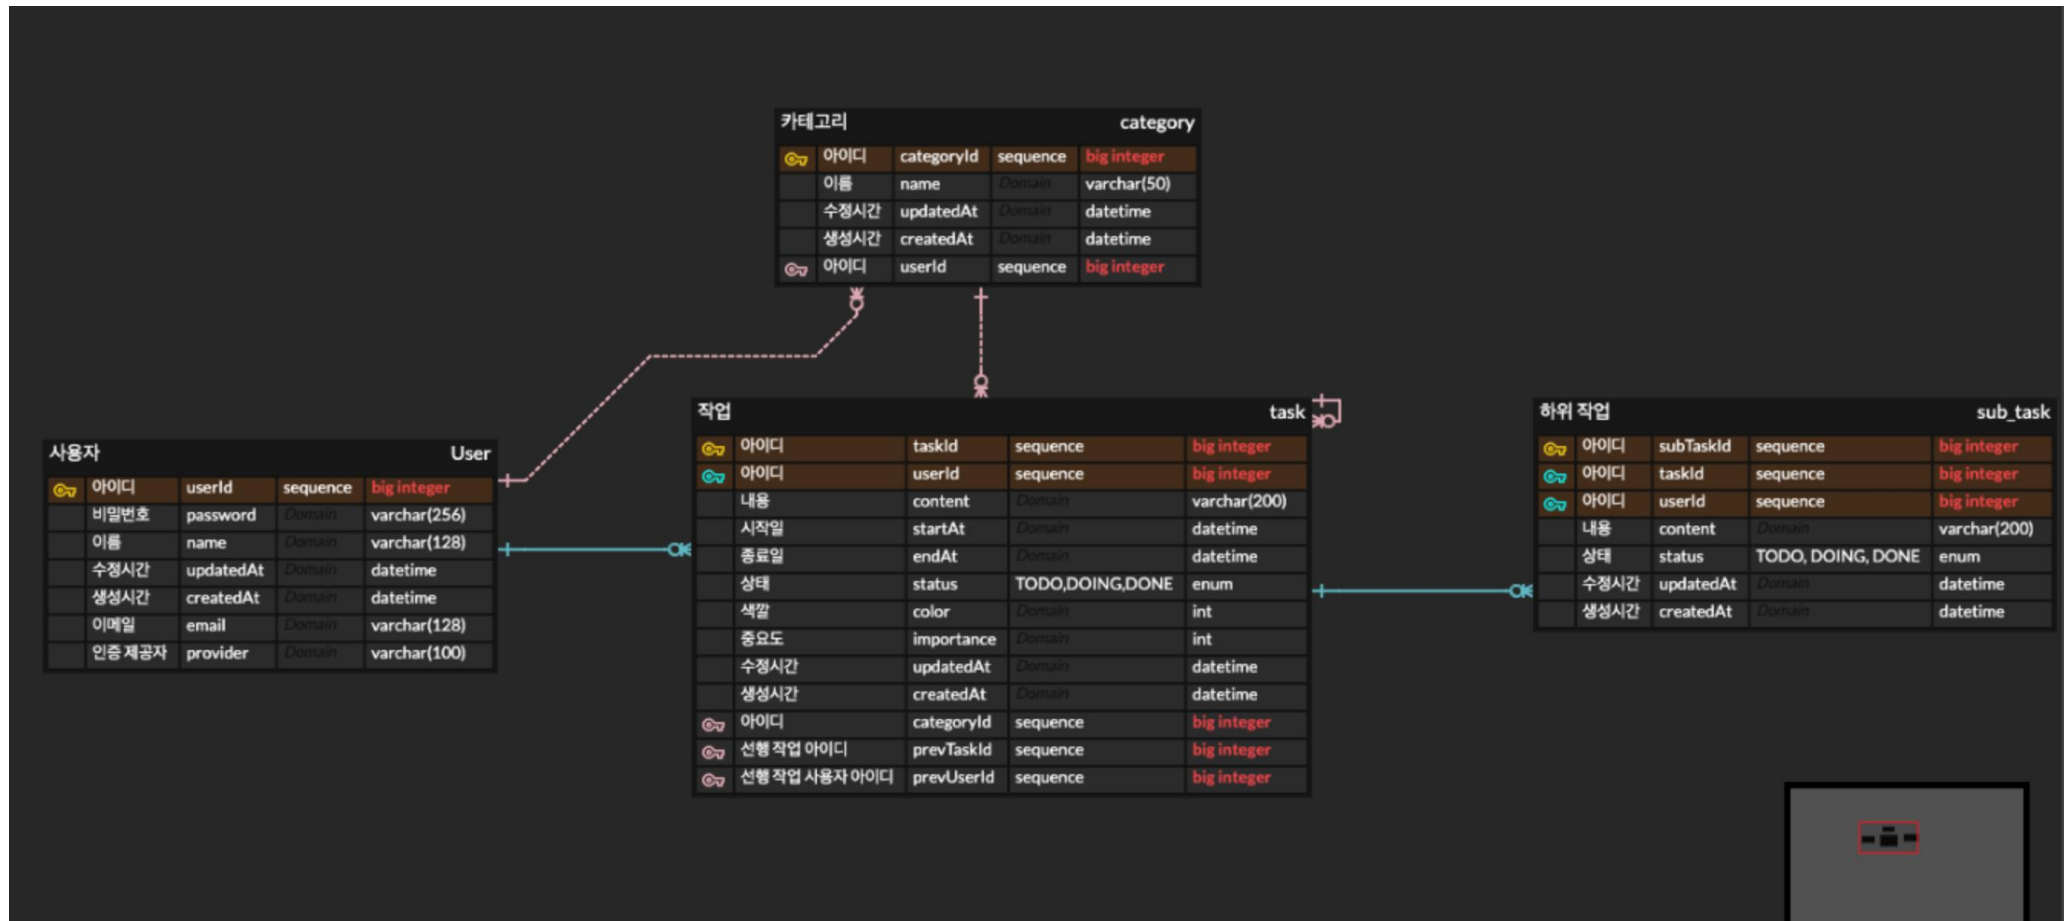 카테고리 category
아이디 categoryId sequence big integer
이름 name Domain varchar(50)
수정시간 updatedAt Domain datetime
생성시간 createdAt Domain datetime
아이디 userId sequence big integer
사용자 User
아이디 userId sequence big integer
비밀번호 password Domain varchar(256)
이름 name Domain varchar(128)
수정시간 updatedAt Domain datetime
생성시간 createdAt Domain datetime
이메일 email Domain varchar(128)
인증 제공자 provider Domain varchar(100)
작업 task
아이디 taskId sequence big integer
아이디 userId sequence big integer
내용 content Domain varchar(200)
시작일 startAt Domain datetime
종료일 endAt Domain datetime
상태 status TODO,DOING,DONE enum
색깔 color Domain int
중요도 importance Domain int
수정시간 updatedAt Domain datetime
생성시간 createdAt Domain datetime
아이디 categoryId sequence big integer
선행 작업 아이디 prevTaskId sequence big integer
선행 작업 사용자 아이디 prevUserId sequence big integer
하위 작업 sub_task
아이디 subTaskId sequence big integer
아이디 taskId sequence big integer
아이디 userId sequence big integer
내용 content Domain varchar(200)
상태 status TODO, DOING, DONE enum
수정시간 updatedAt Domain datetime
생성시간 createdAt Domain datetime